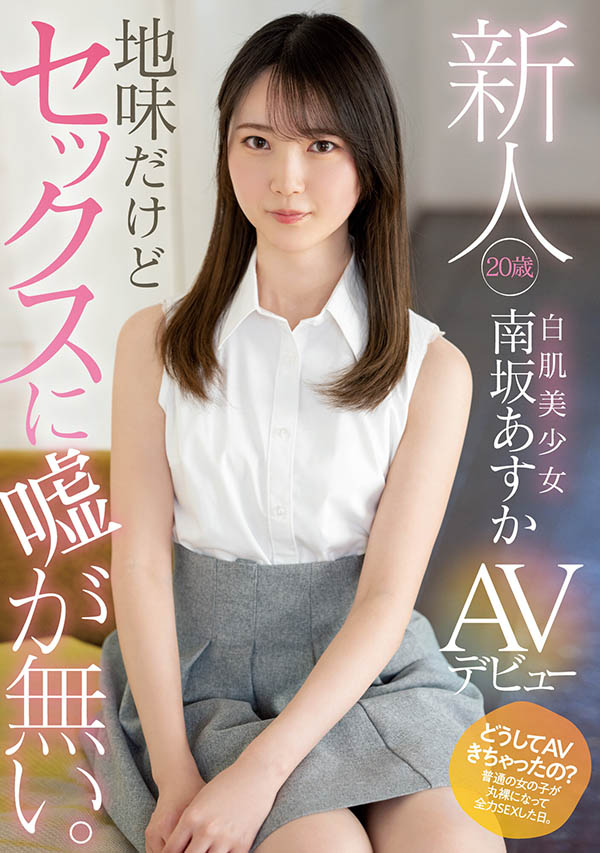 新人
20歳
白肌美少女
南坂あすか
AV
デビュー
地味だけど
セックスに
嘘が無い。
どうしてAV
きちゃったの?
普通の女の子が
丸裸になって
全力SEXした日。